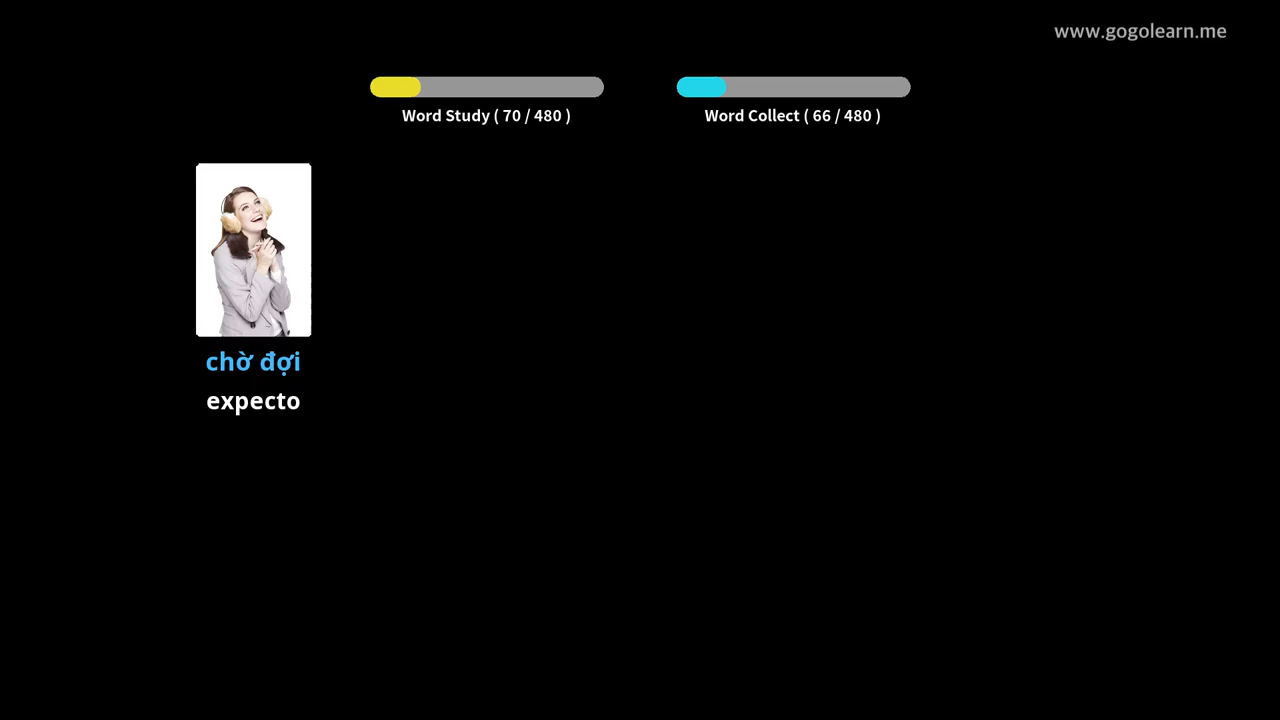 www.gogolearn.me
Word Study ( 70 / 480 )
Word Collect ( 66 / 480 )
chờ đợi
expecto